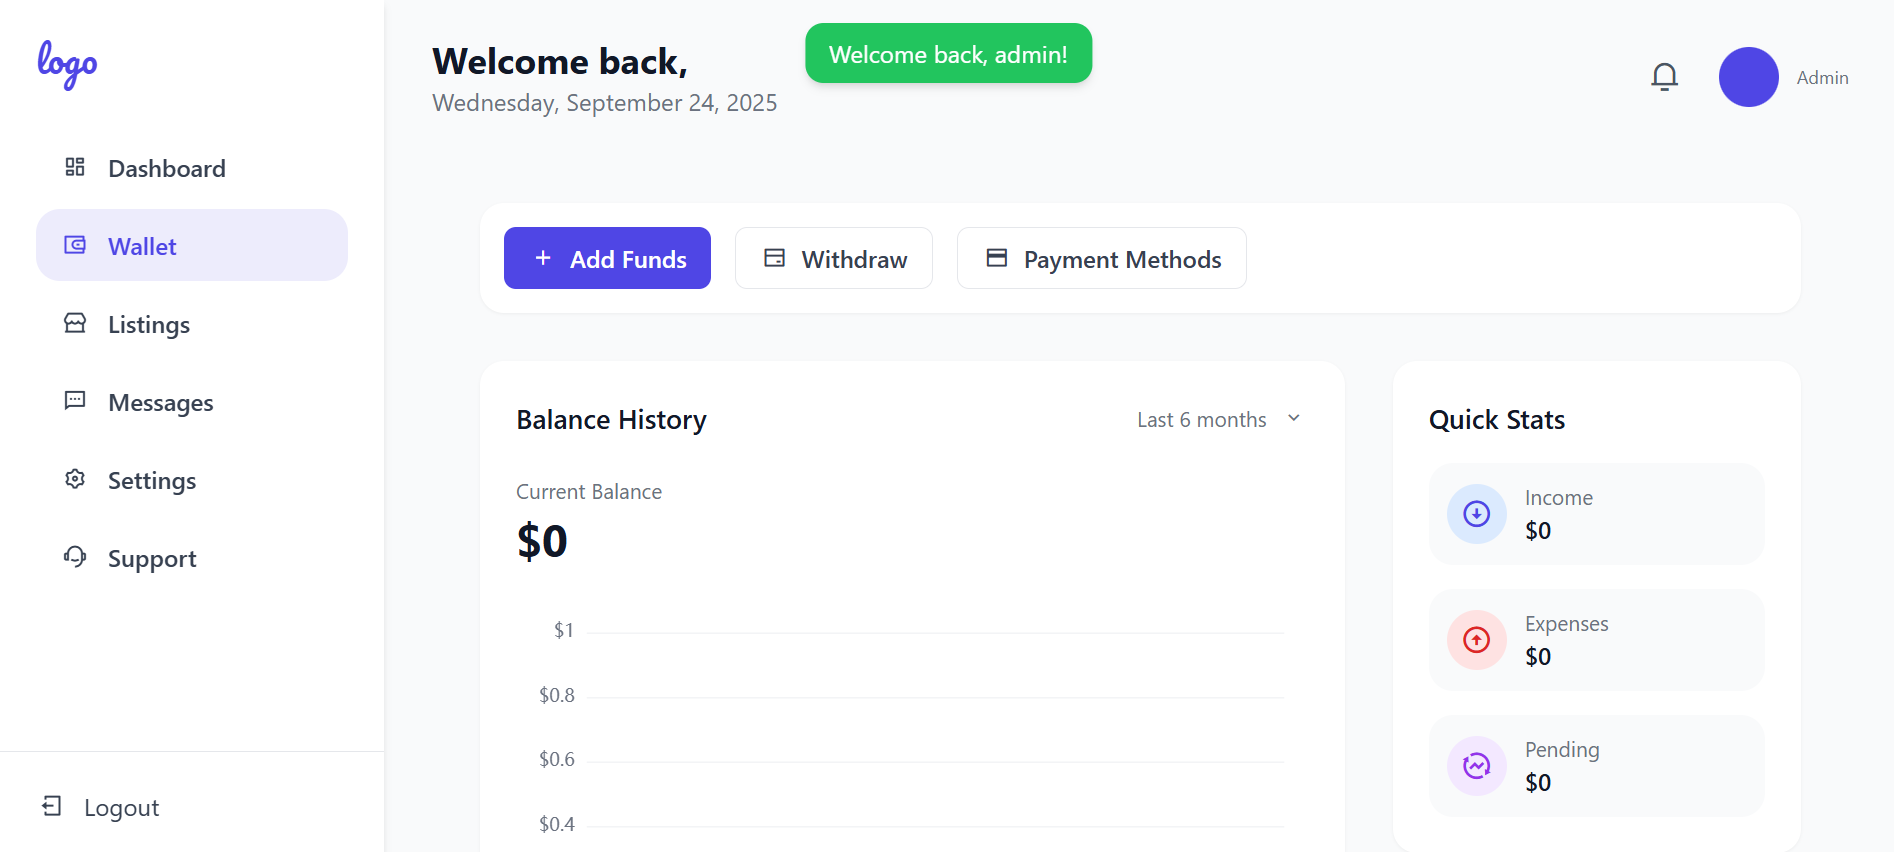 logo
Dashboard
Wallet
Listings
Messages
Settings
Support
Logout
Welcome back,
Wednesday, September 24, 2025
Welcome back, admin!
Admin
Add Funds
Withdraw
Payment Methods
Balance History
Last 6 months
Current Balance
$0
$1
$0.8
$0.6
$0.4
Quick Stats
Income
$0
Expenses
$0
Pending
$0